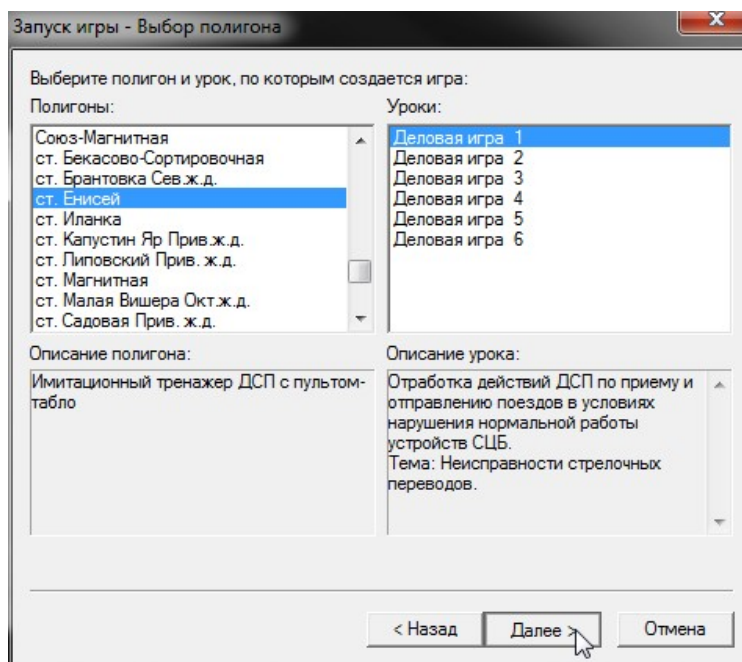 Запуск игры - Выбор полигона
Выберите полигон и урок, по которым создается игра:
Полигоны:
Союз-Магнитная
ст. Бекасово-Сортировочная
ст. Брантовка Сев.ж.д.
ст. Енисей
ст. Иланка
ст. Капустин Яр Прив.ж.д.
ст. Липовский Прив. ж.д.
ст. Магнитная
ст. Малая Вишера Окт.ж.д.
ст. Садовая Прив. ж.д.
Уроки:
Деловая игра 1
Деловая игра 2
Деловая игра 3
Деловая игра 4
Деловая игра 5
Деловая игра 6
Описание полигона:
Имитационный тренажер ДСП с пультом-
табло
Описание урока:
Отработка действий ДСП по приему и
отправлению поездов в условиях
нарушения нормальной работы
устройств СЦБ.
Тема: Неисправности стрелочных
переводов.
< Назад
Далее >
Отмена